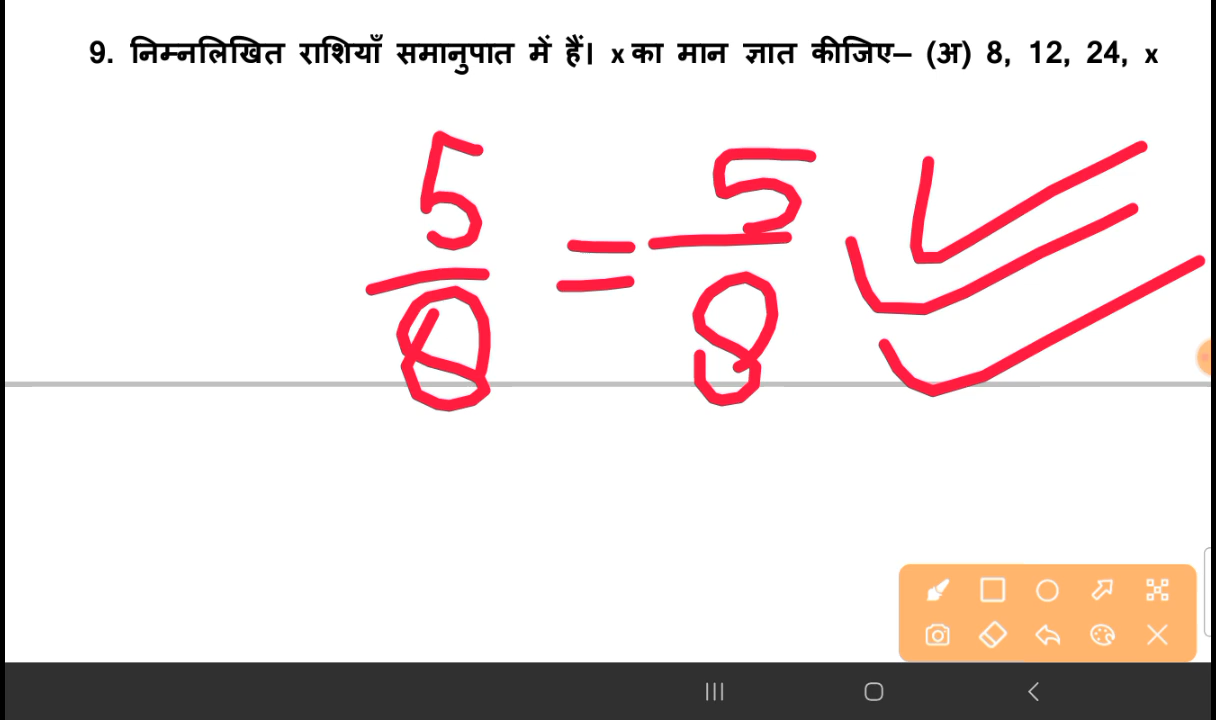 9. निम्नलिखित राशियाँ समानुपात में हैं। x का मान ज्ञात कीजिए– (अ) 8, 12, 24, x
5/8 = 5/8